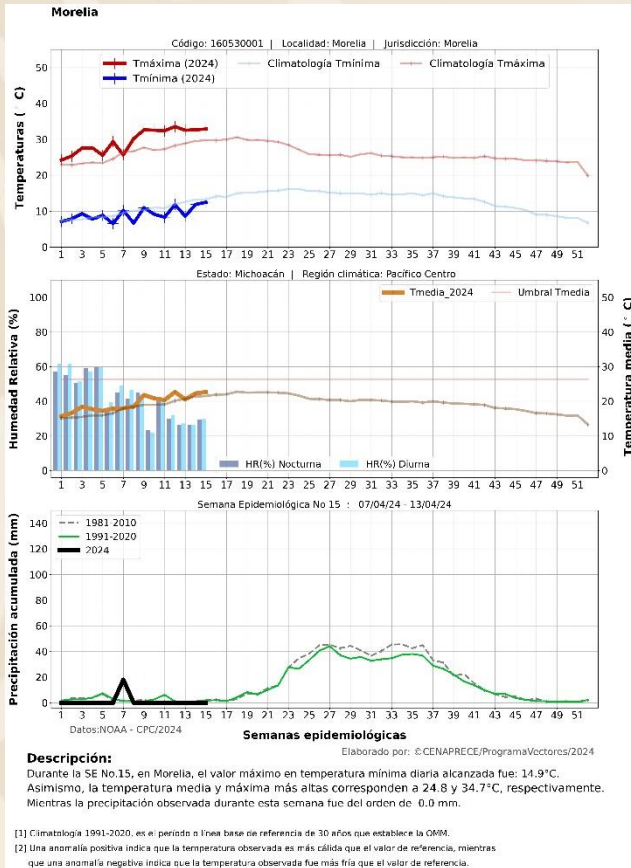 Morelia
Código: 160530001 | Localidad: Morelia | Jurisdicción: Morelia
Tmáxima (2024)
Climatología Tmínima
Climatología Tmáxima
Tmínima (2024)
Temperaturas (°C)
50
40
30
20
10
0
1 3 5 7 9 11 13 15 17 19 21 23 25 27 29 31 33 35 37 39 41 43 45 47 49 51
Estado: Michoacán | Región climática: Pacífico Centro
Tmedia_2024
Umbral Tmedia
Humedad Relativa (%)
Temperatura media (°C)
100
80
60
40
20
0
50
40
30
20
10
0
HR(%) Nocturna
HR(%) Diurna
1 3 5 7 9 11 13 15 17 19 21 23 25 27 29 31 33 35 37 39 41 43 45 47 49 51
Semana Epidemiológica No 15 : 07/04/24 - 13/04/24
1981-2010
1991-2020
2024
Precipitación acumulada (mm)
140
120
100
80
60
40
20
0
1 3 5 7 9 11 13 15 17 19 21 23 25 27 29 31 33 35 37 39 41 43 45 47 49 51
Datos:NOAA - CPC/2024
Semanas epidemiológicas
Elaborado por: ©CENAPRECE/ProgramaVectores/2024
Descripción:
Durante la SE No.15, en Morelia, el valor máximo en temperatura mínima diaria alcanzada fue: 14.9°C.
Asimismo, la temperatura media y máxima más altas corresponden a 24.8 y 34.7°C, respectivamente.
Mientras la precipitación observada durante esta semana fue del orden de 0.0 mm.
[1] Climatología 1991-2020, es el período o línea base de referencia de 30 años que establece la OMM.
[2] Una anomalía positiva indica que la temperatura observada es más cálida que el valor de referencia, mientras
que una anomalía negativa indica que la temperatura observada fue más fría que el valor de referencia.